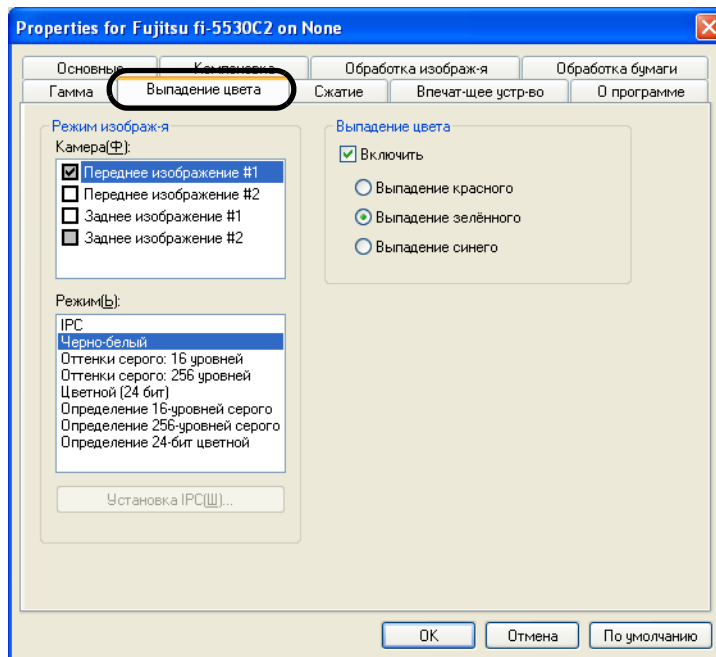 Properties for Fujitsu fi-5530C2 on None
Основные Компоновка Обработка изображ-я Обработка бумаги
Гамма Выпадение цвета Сжатие Впечат-щее устр-во О программе
Режим изображ-я
Камера(Ф):
Переднее изображение #1
Переднее изображение #2
Заднее изображение #1
Заднее изображение #2
Режим(Ь):
IPC
Черно-белый
Оттенки серого: 16 уровней
Оттенки серого: 256 уровней
Цветной (24 бит)
Определение 16-уровней серого
Определение 256-уровней серого
Определение 24-бит цветной
Установка IPC(Ш)...
Выпадение цвета
Включить
Выпадение красного
Выпадение зелённого
Выпадение синего
OK Отмена По умолчанию